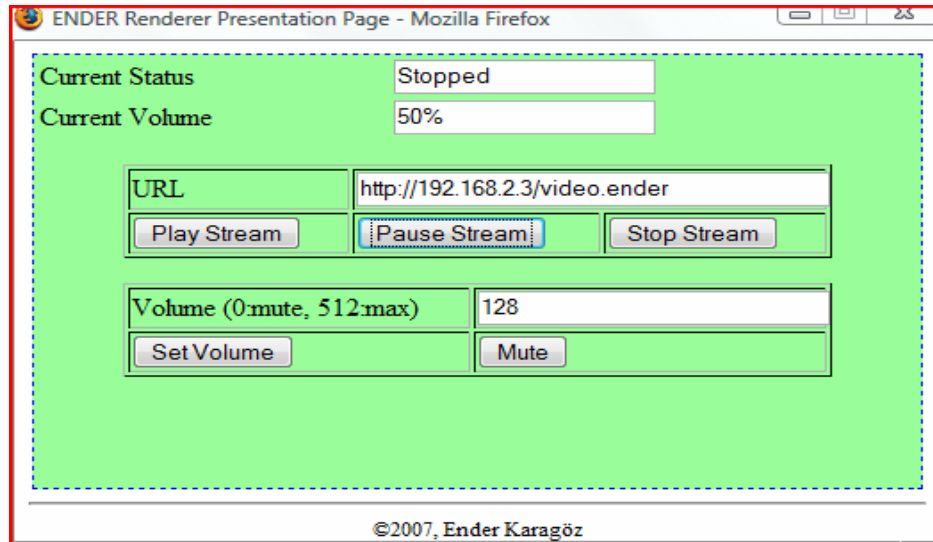 ENDER Renderer Presentation Page - Mozilla Firefox
Current Status Stopped
Current Volume 50%
URL http://192.168.2.3/video.ender
Play Stream Pause Stream Stop Stream
Volume (0:mute, 512:max) 128
Set Volume Mute
©2007, Ender Karagöz